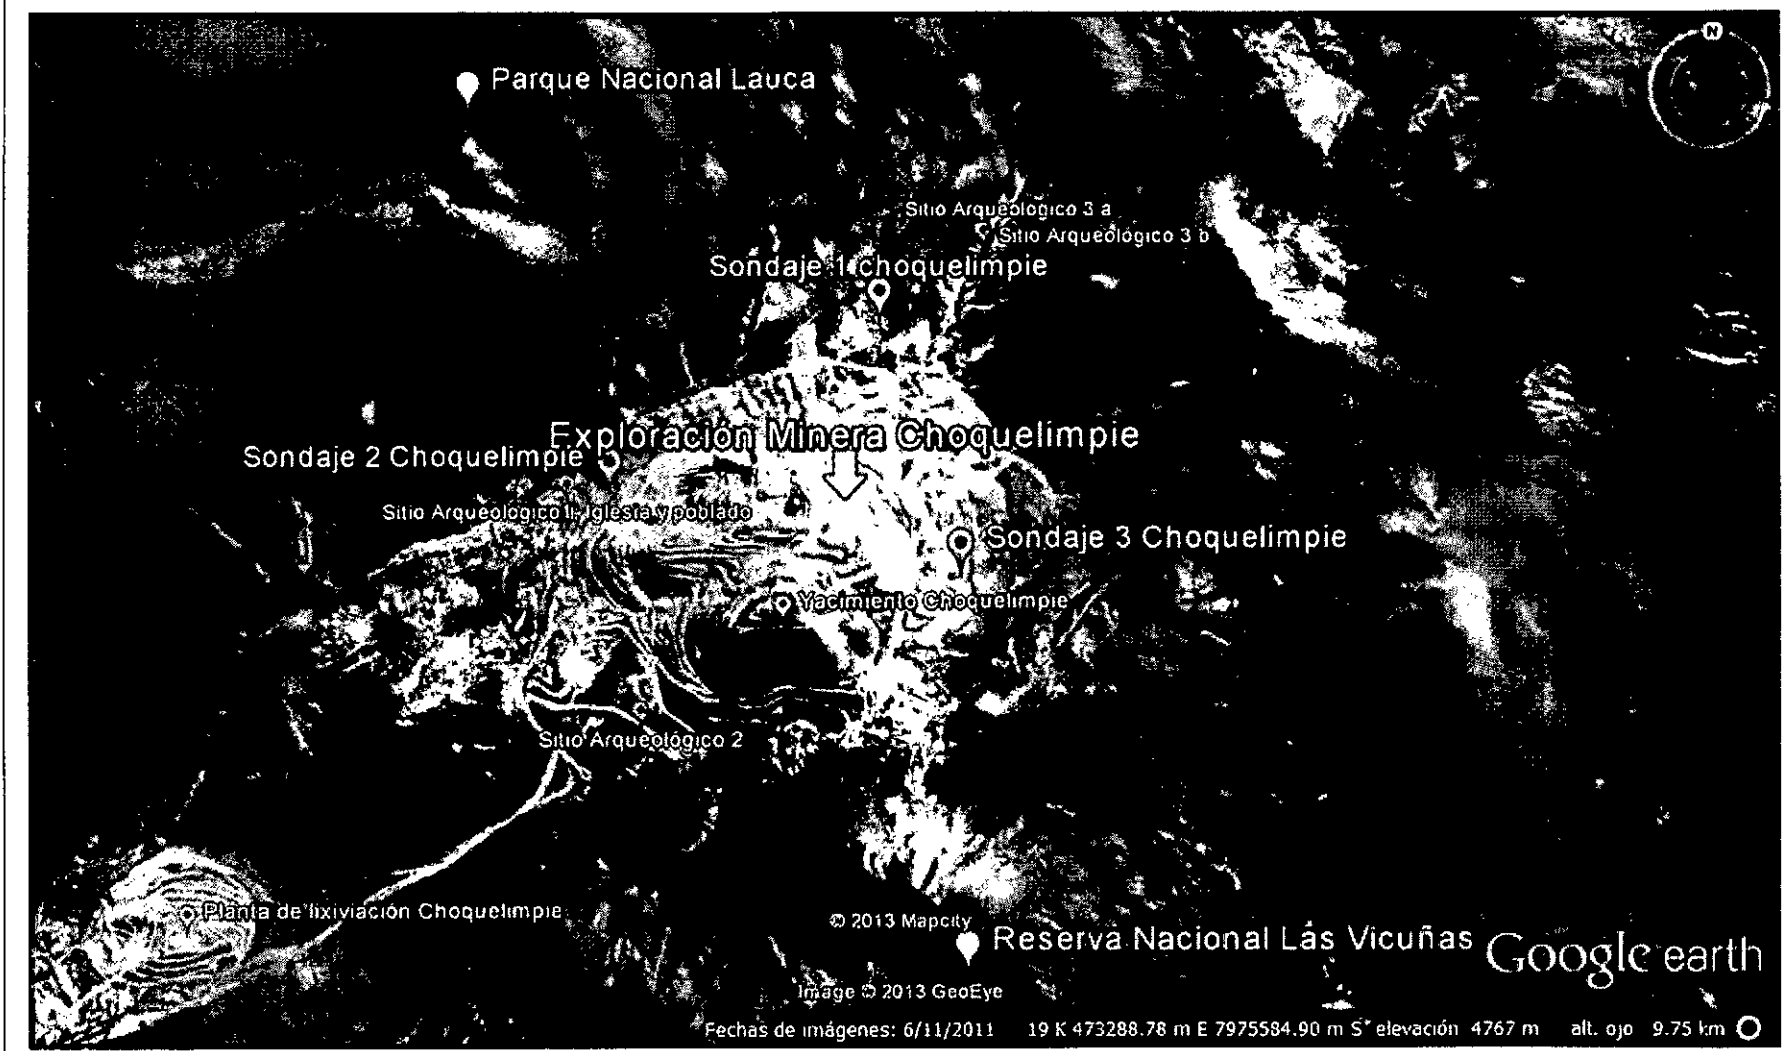 N
Parque Nacional Lauca
Sitio Arqueológico 3 a
Sitio Arqueológico 3 b
Sondaje 1 choquelimpie
Exploración Minera Choquelimpie
Sondaje 2 Choquelimpie
Sitio Arqueológico 1, Iglesia y poblado
Sondaje 3 Choquelimpie
Yacimiento Choquelimpie
Sitio Arqueológico 2
Planta de lixiviación Choquelimpie
© 2013 Mapcity
Reserva Nacional Las Vicuñas
Google earth
Image © 2013 GeoEye
Fechas de imágenes: 6/11/2011 19 K 473288.78 m E 7975584.90 m S elevación 4767 m alt. ojo 9.75 km